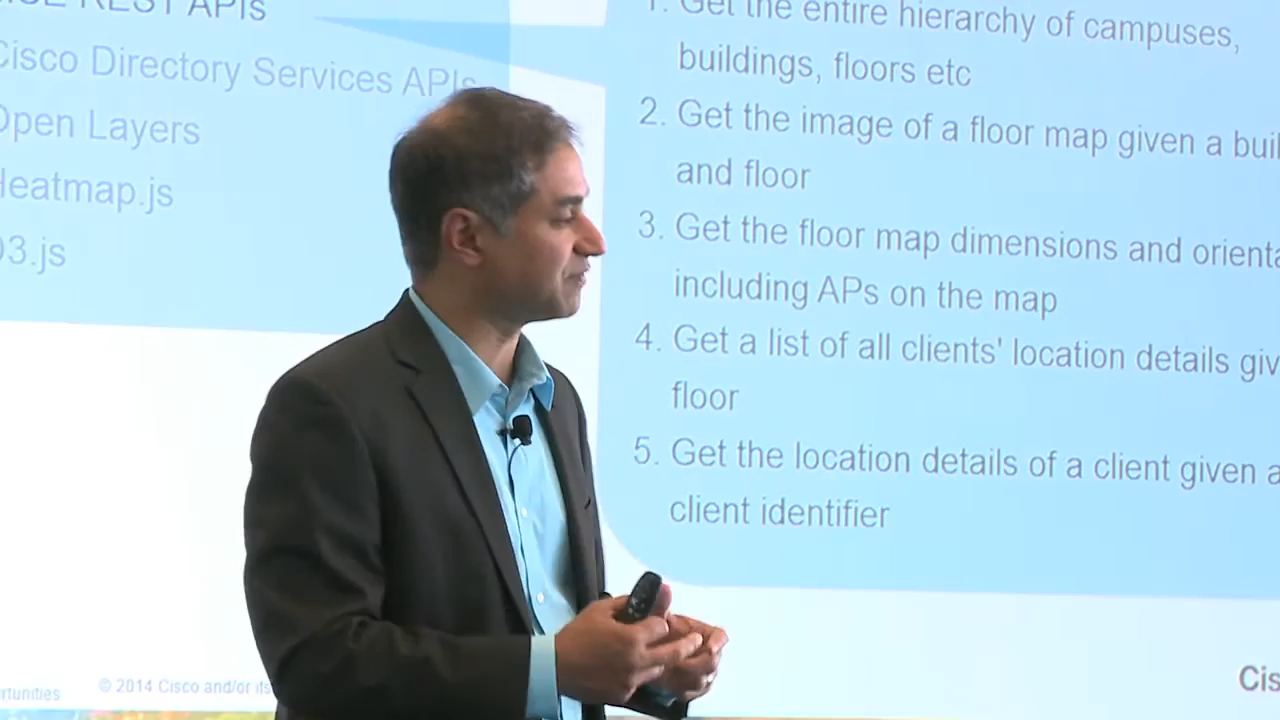 REST APIs
Cisco Directory Services APIs
Open Layers
Heatmap.js
D3.js
1. Get the entire hierarchy of campuses,
buildings, floors etc
2. Get the image of a floor map given a buil
and floor
3. Get the floor map dimensions and orienta
including APs on the map
4. Get a list of all clients' location details giv
floor
5. Get the location details of a client given a
client identifier
rtunities
© 2014 Cisco and/or its
Cis